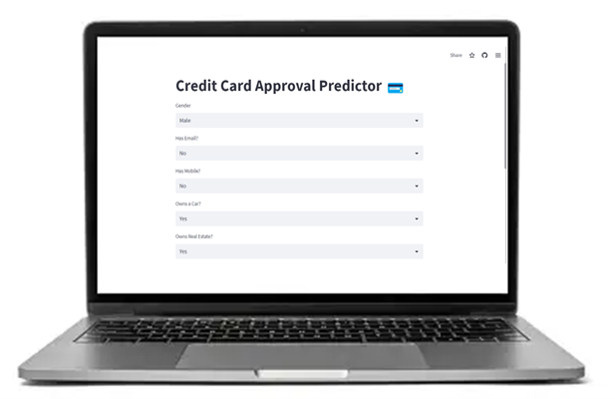 Share
Credit Card Approval Predictor
Gender
Male
Has Email?
No
Has Mobile?
No
Owns a Car?
Yes
Owns Real Estate?
Yes